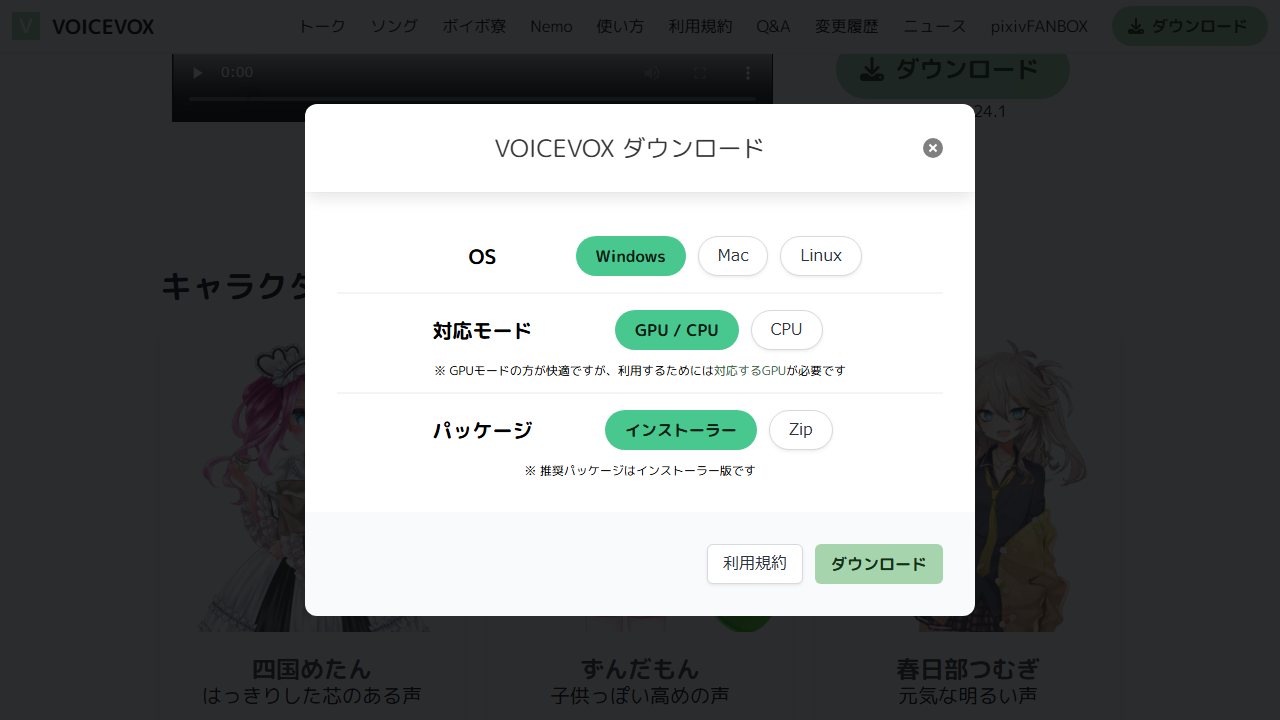 V VOICEVOX トーク ソング ボイボ寮 Nemo 使い方 利用規約 Q&A 変更履歴 ニュース pixivFANBOX ダウンロード
0:00
ダウンロード
24.1
VOICEVOX ダウンロード
OS Windows Mac Linux
キャラクタ
対応モード GPU / CPU CPU
※ GPUモードの方が快適ですが、利用するためには対応するGPUが必要です
パッケージ インストーラー Zip
※ 推奨パッケージはインストーラー版です
利用規約 ダウンロード
四国めたん ずんだもん 春日部つむぎ
はっきりした芯のある声 子供っぽい高めの声 元気な明るい声